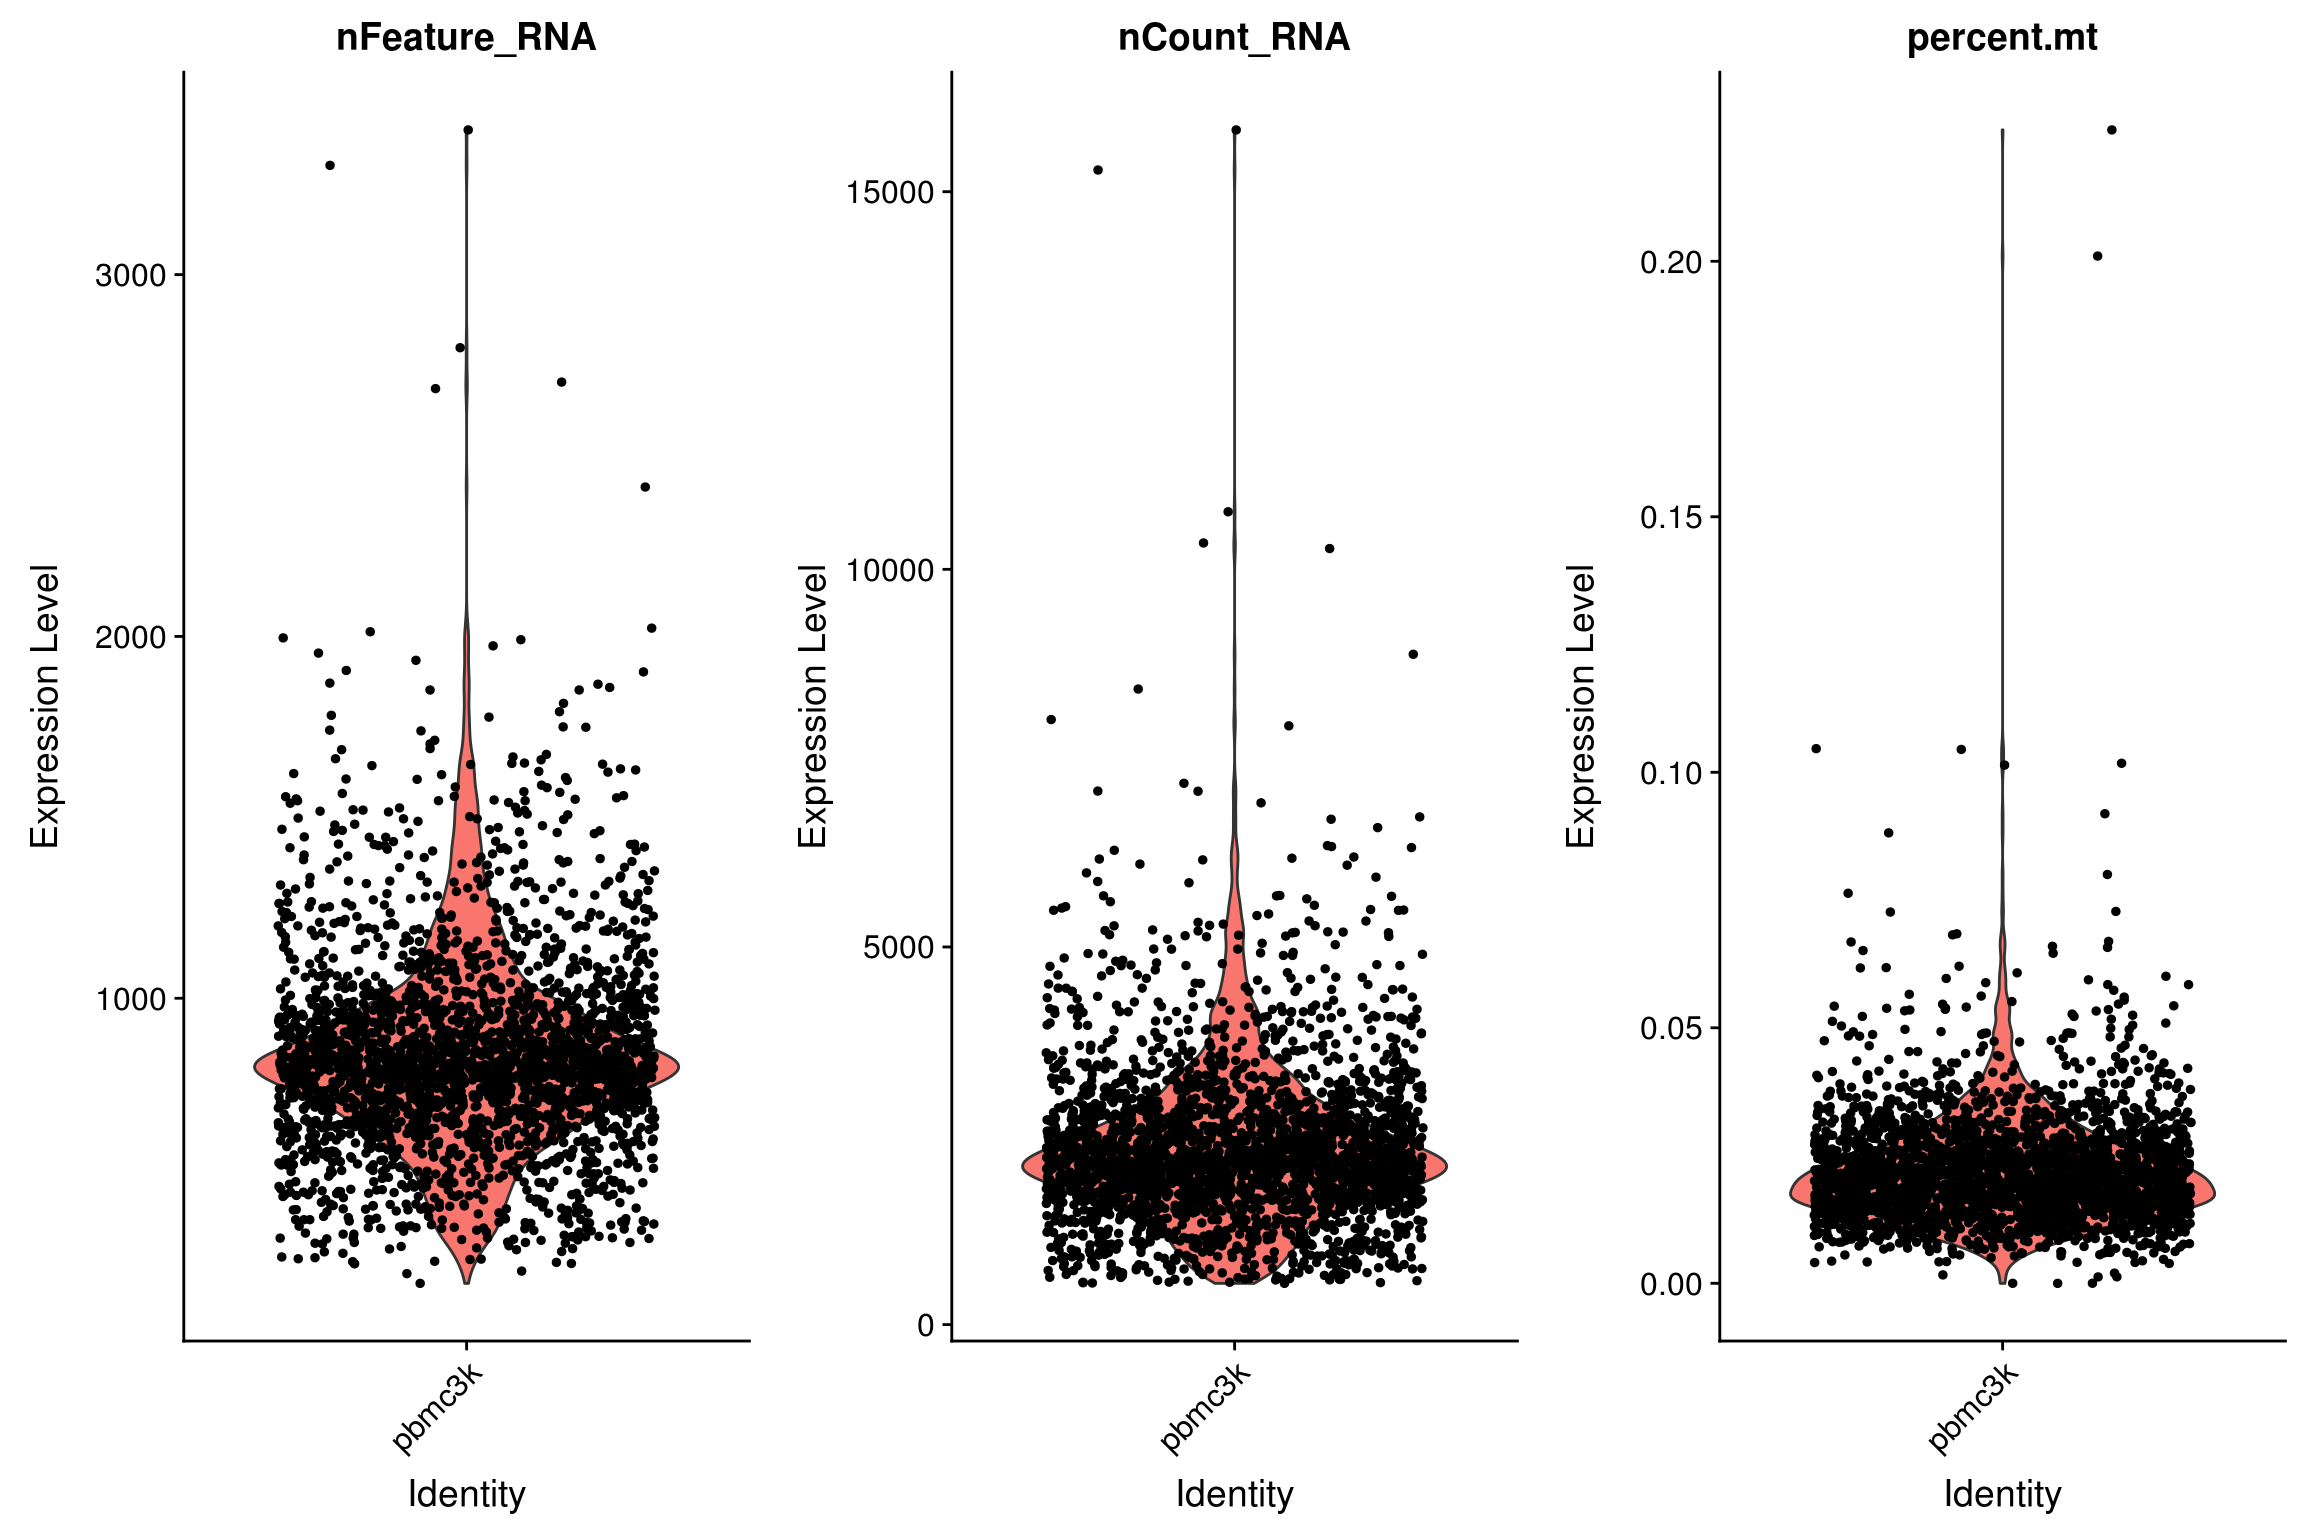 nFeature_RNA
Expression Level
3000
2000
1000
pbmc3k
Identity
nCount_RNA
Expression Level
15000
10000
5000
0
pbmc3k
Identity
percent.mt
Expression Level
0.20
0.15
0.10
0.05
0.00
pbmc3k
Identity